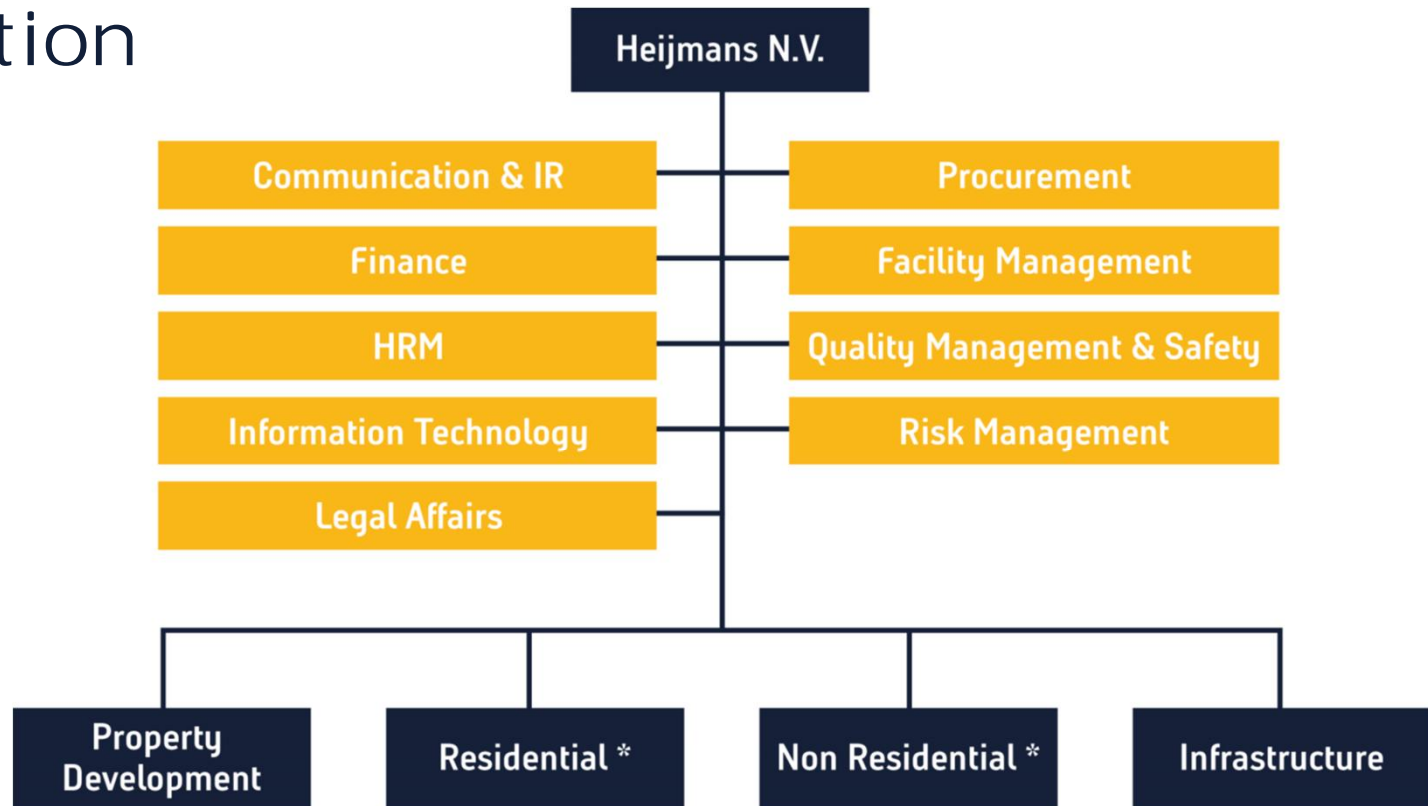 tion
Heijmans N.V.
Communication & IR
Procurement
Finance
Facility Management
HRM
Quality Management & Safety
Information Technology
Risk Management
Legal Affairs
Property
Development
Residential *
Non Residential *
Infrastructure